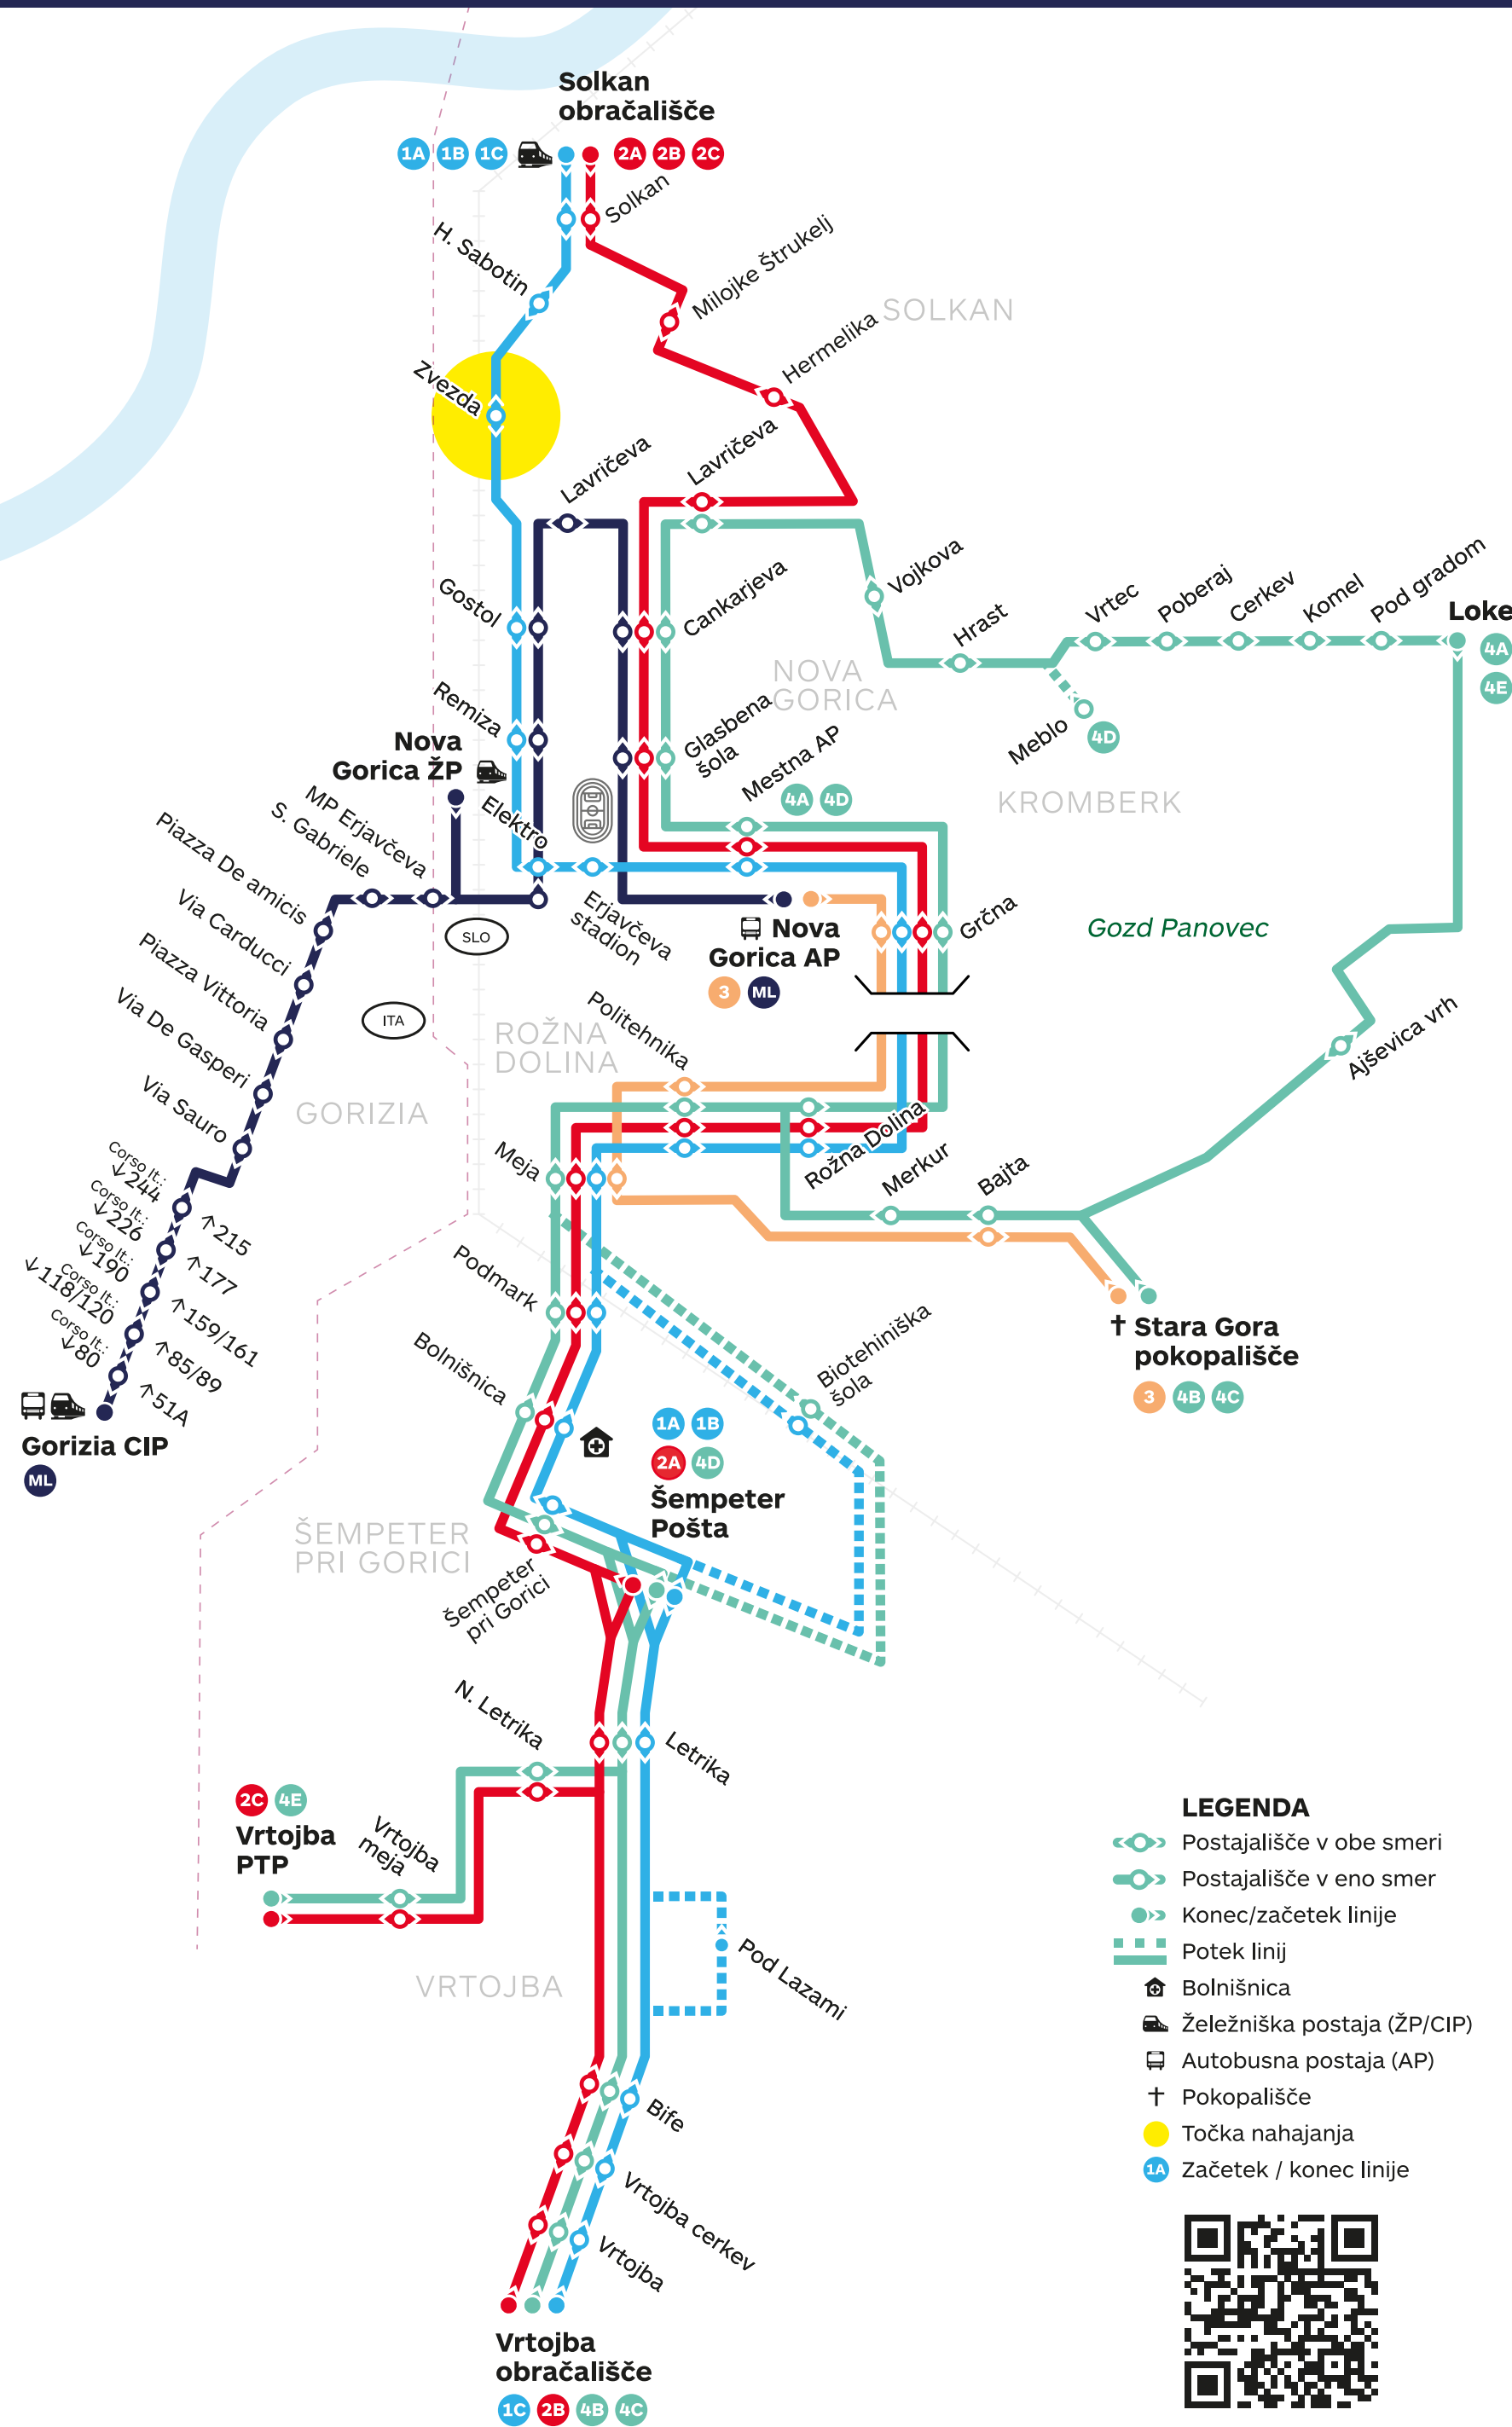 Solkan
obračališče
1A 1B 1C
2A 2B 2C
Solkan
H. Sabotin
Milojke Štrukelj
SOLKAN
Hermelika
Zvezda
Lavričeva
Lavričeva
Gostol
Cankarjeva
Vojkova
Hrast
Vrtec
Poberaj
Cerkev
Komel
Pod gradom
Loke
4A
4E
NOVA
GORICA
Remiza
Glasbena
šola
Mestna AP
4A 4D
Meblo
4D
KROMBERK
Nova
Gorica ŽP
Elektro
MP Erjavčeva
S. Gabriele
Piazza De amicis
Via Carducci
Piazza Vittoria
Via De Gasperi
Via Sauro
SLO
ITA
Erjavčeva
stadion
Nova
Gorica AP
3 ML
Grčna
Gozd Panovec
Politehnika
ROŽNA
DOLINA
GORIZIA
Ajševica vrh
Meja
Rožna Dolina
Merkur
Bajta
Corso It.:
↓244
Corso It.:
↓226
Corso It.:
↓190
Corso It.:
↓118/120
Corso It.:
↓80
↑215
↑177
↑159/161
↑85/89
↑51A
Gorizia CIP
ML
Podmark
Bolnišnica
Biotehiniška
šola
† Stara Gora
pokopališče
3 4B 4C
1A 1B
2A 4D
Šempeter
Pošta
ŠEMPETER
PRI GORICI
Šempeter
pri Gorici
N. Letrika
Letrika
2C 4E
Vrtojba
PTP
Vrtojba
meja
VRTOJBA
Pod Lazami
Bife
Vrtojba cerkev
Vrtojba
Vrtojba
obračališče
1C 2B 4B 4C
LEGENDA
Postajališče v obe smeri
Postajališče v eno smer
Konec/začetek linije
Potek linij
Bolnišnica
Železniška postaja (ŽP/CIP)
Autobusna postaja (AP)
† Pokopališče
Točka nahajanja
1A Začetek / konec linije